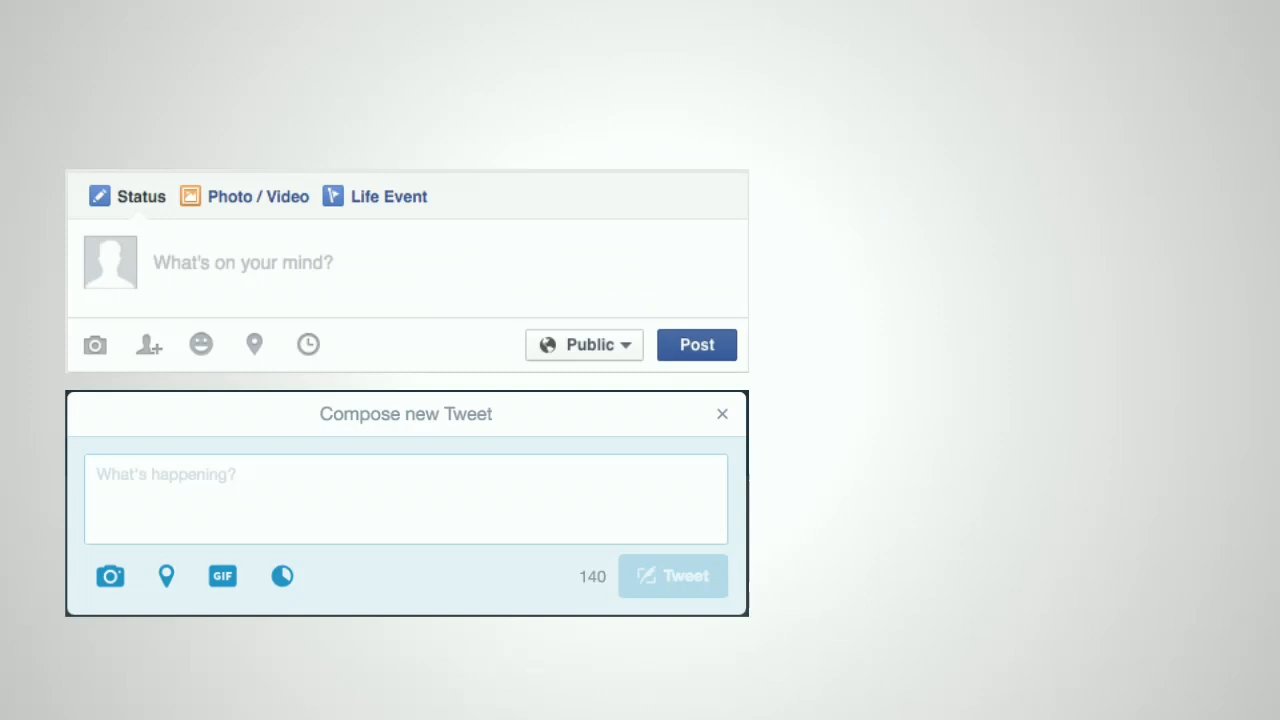 Status Photo / Video Life Event
What's on your mind?
Public Post
Compose new Tweet ×
What's happening?
GIF 140 Tweet